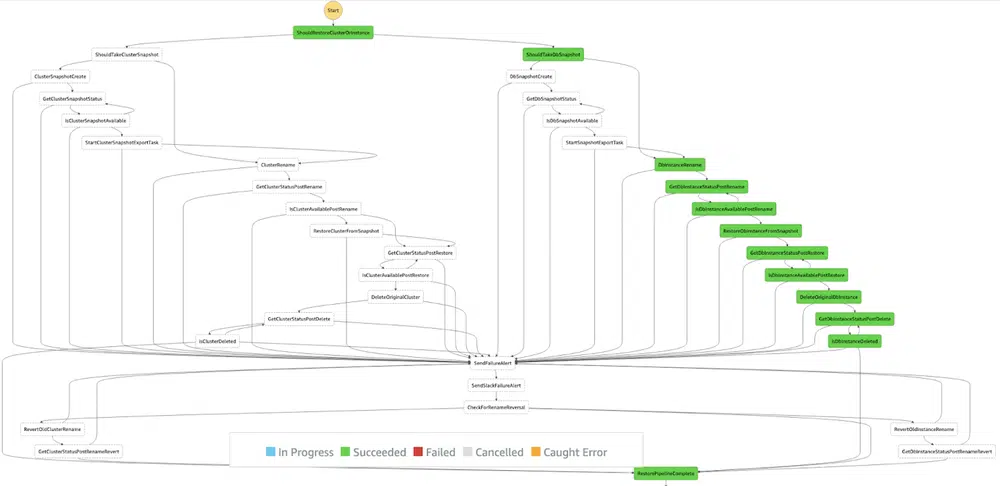 Start
ShouldRestoreClusterOrInstance
ShouldTakeClusterSnapshot
ShouldTakeDbSnapshot
ClusterSnapshotCreate
DbSnapshotCreate
GetClusterSnapshotStatus
GetDbSnapshotStatus
IsClusterSnapshotAvailable
IsDbSnapshotAvailable
StartClusterSnapshotExportTask
StartSnapshotExportTask
ClusterRename
DbInstanceRename
GetClusterStatusPostRename
GetDbInstanceStatusPostRename
IsClusterAvailablePostRename
IsDbInstanceAvailablePostRename
RestoreClusterFromSnapshot
RestoreDbInstanceFromSnapshot
GetClusterStatusPostRestore
GetDbInstanceStatusPostRestore
IsClusterAvailablePostRestore
IsDbInstanceAvailablePostRestore
DeleteOriginalCluster
DeleteOriginalDbInstance
GetClusterStatusPostDelete
GetDbInstanceStatusPostDelete
isClusterDeleted
isDbInstanceDeleted
SendFailureAlert
SendSlackFailureAlert
CheckForRenameReversal
RevertOldClusterRename
RevertOldInstanceRename
GetClusterStatusPostRenameRevert
GetDbInstanceStatusPostRenameRevert
In Progress
Succeeded
Failed
Cancelled
Caught Error
RestorePipelineComplete